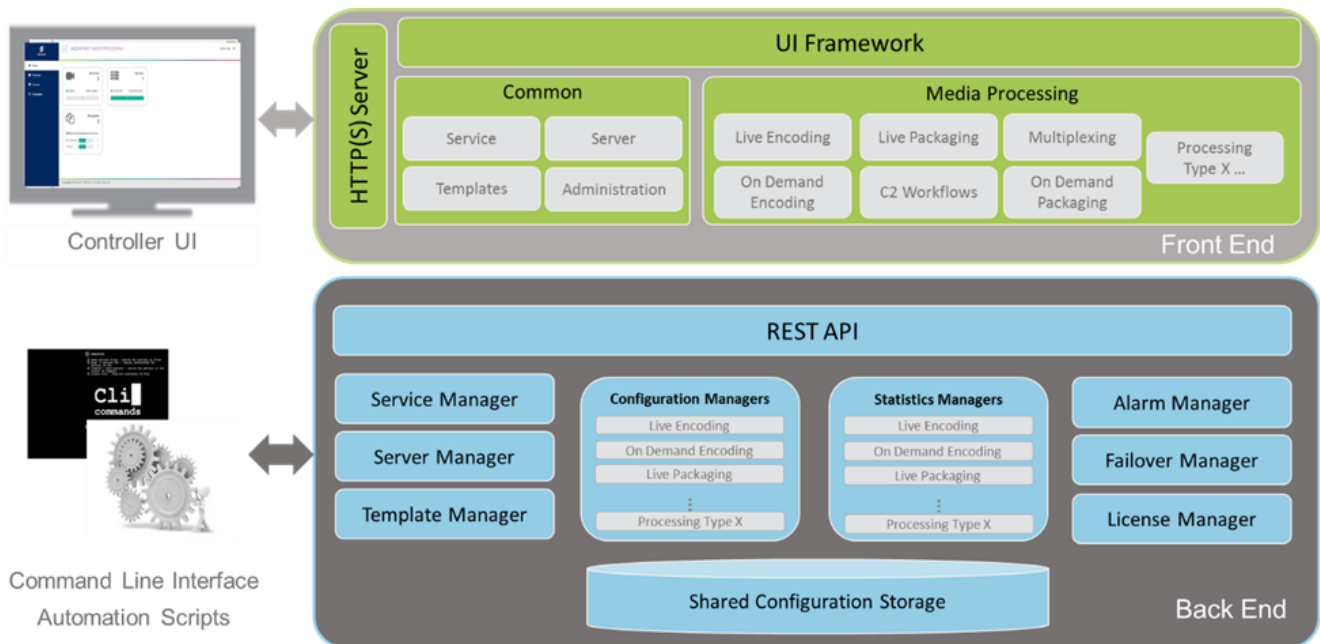 HTTP(S) Server
UI Framework
Common
Service
Server
Templates
Administration
Media Processing
Live Encoding
Live Packaging
Multiplexing
Processing
Type X ...
On Demand
Encoding
C2 Workflows
On Demand
Packaging
Front End
Controller UI
REST API
Service Manager
Server Manager
Template Manager
Configuration Managers
Live Encoding
On Demand Encoding
Live Packaging
Processing Type X
Statistics Managers
Live Encoding
On Demand Encoding
Live Packaging
Processing Type X
Alarm Manager
Failover Manager
License Manager
Shared Configuration Storage
Back End
Cli
commands
Command Line Interface
Automation Scripts